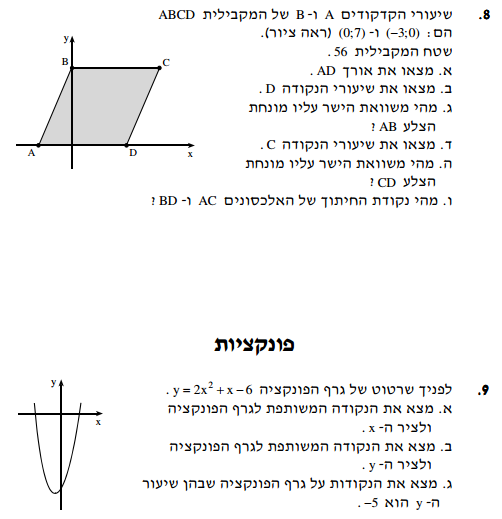 8. שיעורי הקדקודים A ו- B של המקבילית ABCD
הם: (−3;0) ו- (0;7) (ראה ציור).
שטח המקבילית 56.
א. מצאו את אורך AD.
ב. מצאו את שיעורי הנקודה D.
ג. מהי משוואת הישר עליו מונחת
הצלע AB?
ד. מצאו את שיעורי הנקודה C.
ה. מהי משוואת הישר עליו מונחת
הצלע CD?
ו. מהי נקודת החיתוך של האלכסונים AC ו- BD?
y
B
C
A
D
x
פונקציות
9. לפניך שרטוט של גרף הפונקציה y = 2x² + x − 6.
א. מצא את הנקודה המשותפת לגרף הפונקציה
ולציר ה- x.
ב. מצא את הנקודה המשותפת לגרף הפונקציה
ולציר ה- y.
ג. מצא את הנקודות על גרף הפונקציה שבהן שיעור
ה- y הוא 5−.
y
x